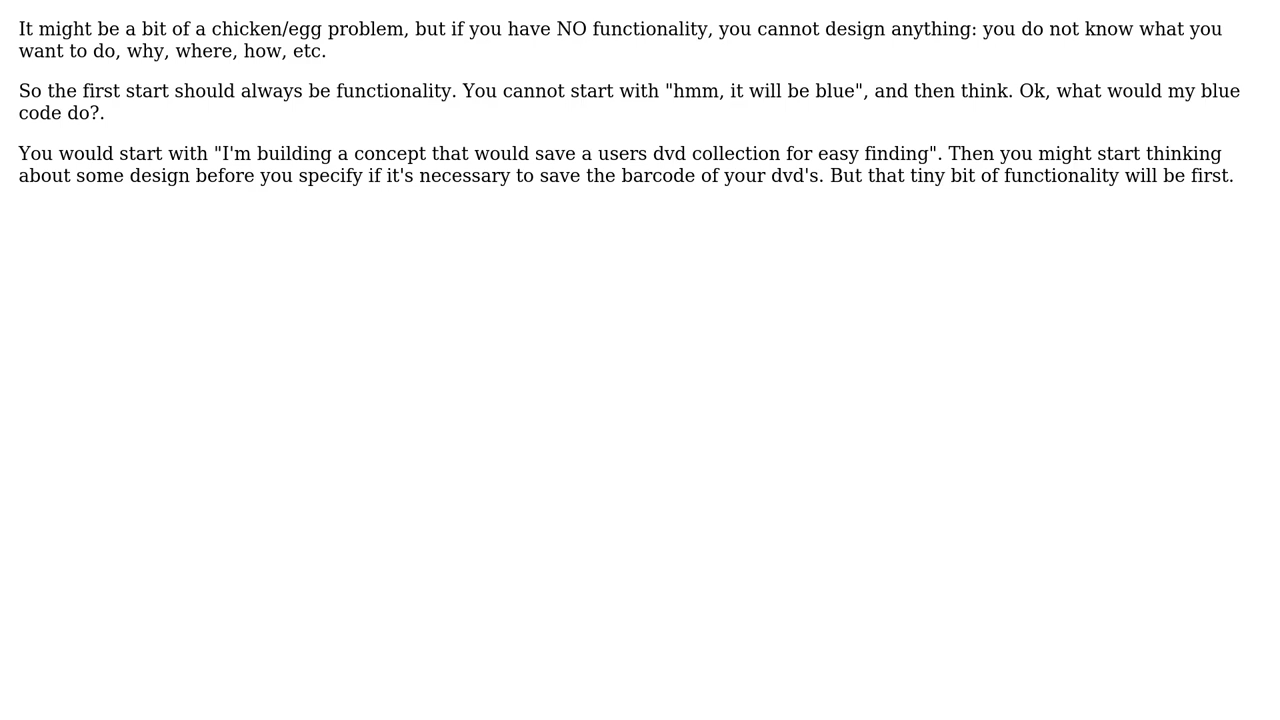 It might be a bit of a chicken/egg problem, but if you have NO functionality, you cannot design anything: you do not know what you
want to do, why, where, how, etc.
So the first start should always be functionality. You cannot start with "hmm, it will be blue", and then think. Ok, what would my blue
code do?.
You would start with "I'm building a concept that would save a users dvd collection for easy finding". Then you might start thinking
about some design before you specify if it's necessary to save the barcode of your dvd's. But that tiny bit of functionality will be first.